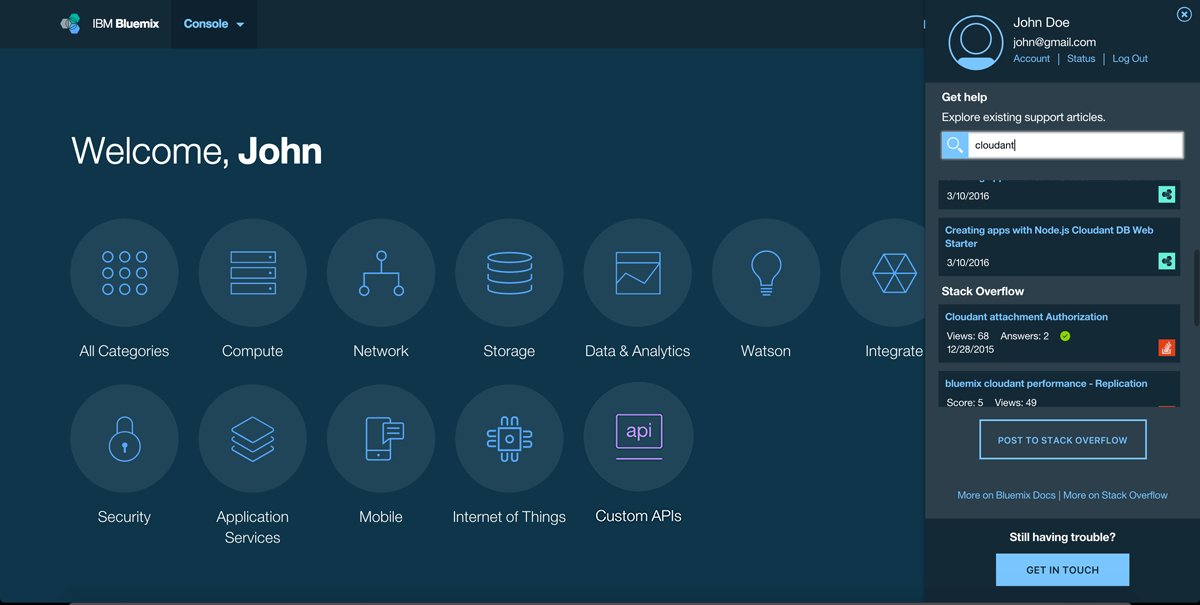 IBM Bluemix
Console
John Doe
john@gmail.com
Account | Status | Log Out
Get help
Explore existing support articles.
cloudant
3/10/2016
Creating apps with Node.js Cloudant DB Web
Starter
3/10/2016
Stack Overflow
Cloudant attachment Authorization
Views: 68 Answers: 2
12/28/2015
bluemix cloudant performance - Replication
Score: 5 Views: 49
POST TO STACK OVERFLOW
More on Bluemix Docs | More on Stack Overflow
Still having trouble?
GET IN TOUCH
Welcome, John
All Categories
Compute
Network
Storage
Data & Analytics
Watson
Integrate
api
Security
Application
Services
Mobile
Internet of Things
Custom APIs